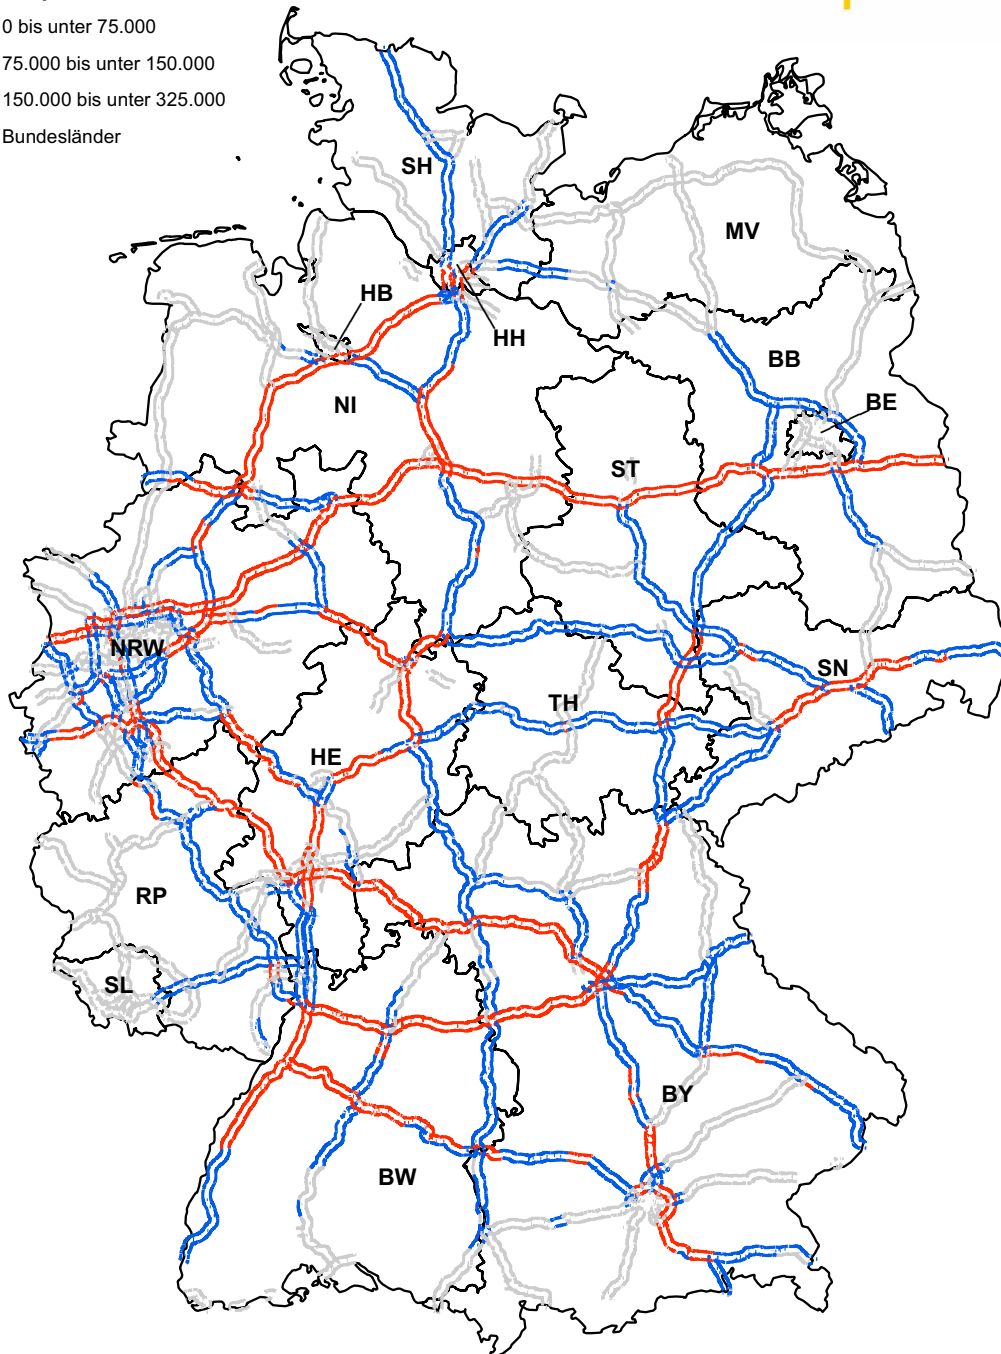 0 bis unter 75.000
75.000 bis unter 150.000
150.000 bis unter 325.000
Bundesländer
SH
MV
HB
HH
BB
BE
NI
ST
NRW
SN
TH
HE
RP
SL
BY
BW